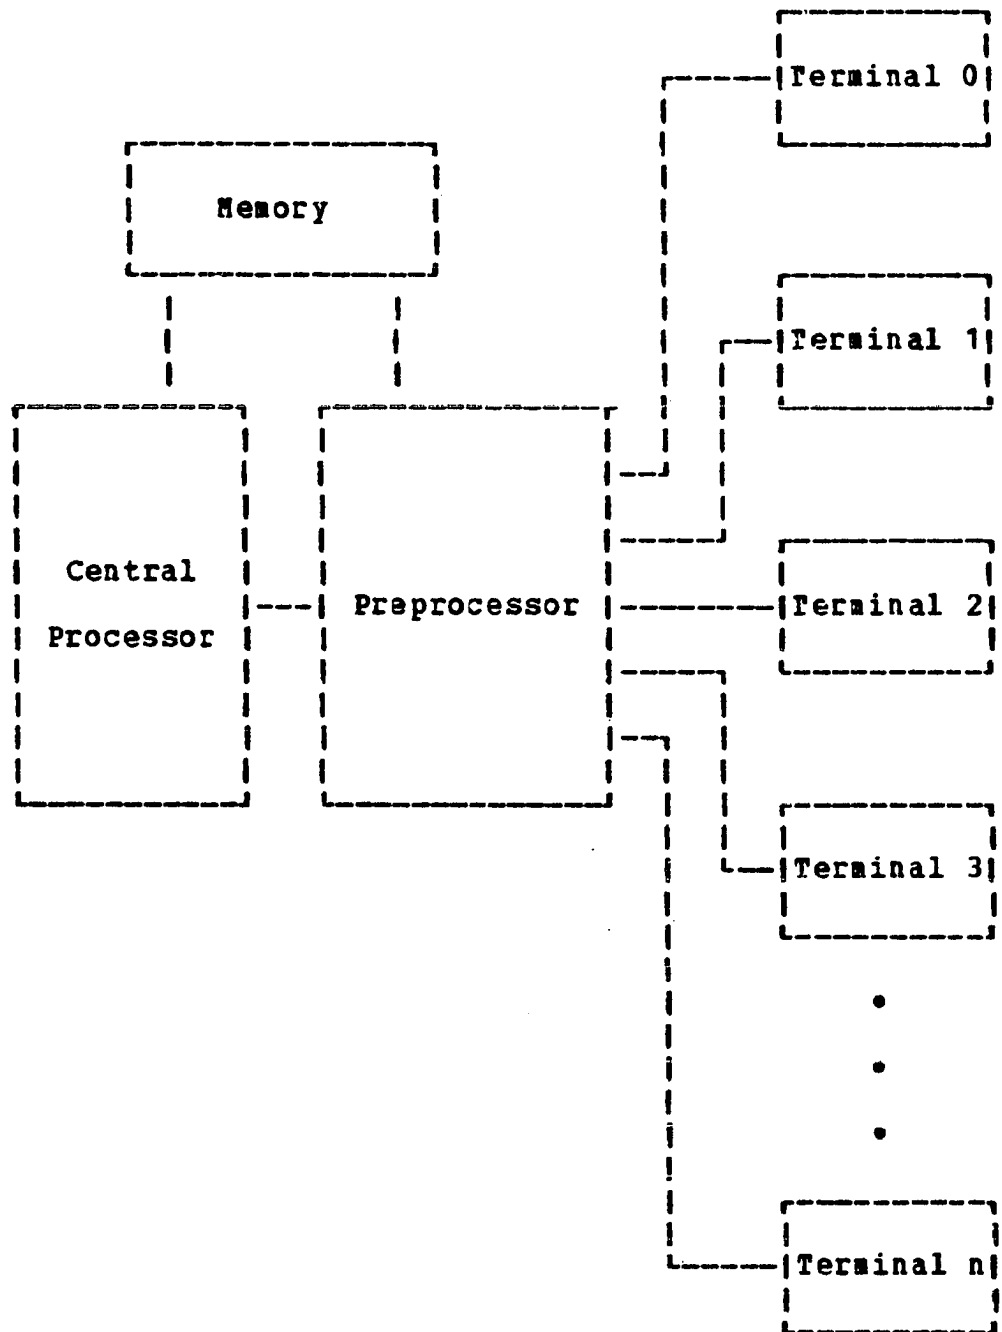 Terminal 0
Memory
Terminal 1
Central
Processor
Preprocessor
Terminal 2
Terminal 3
Terminal n